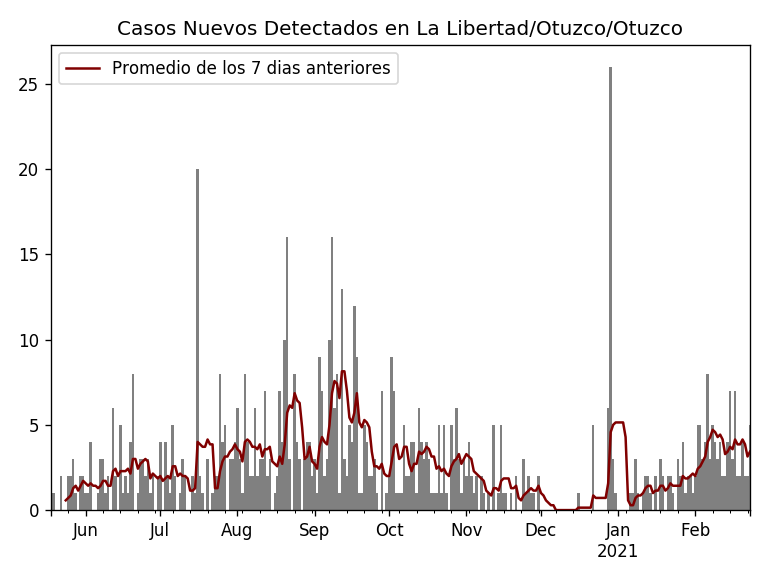 Casos Nuevos Detectados en La Libertad/Otuzco/Otuzco
Promedio de los 7 dias anteriores
25
20
15
10
5
0
Jun Jul Aug Sep Oct Nov Dec Jan Feb
2021